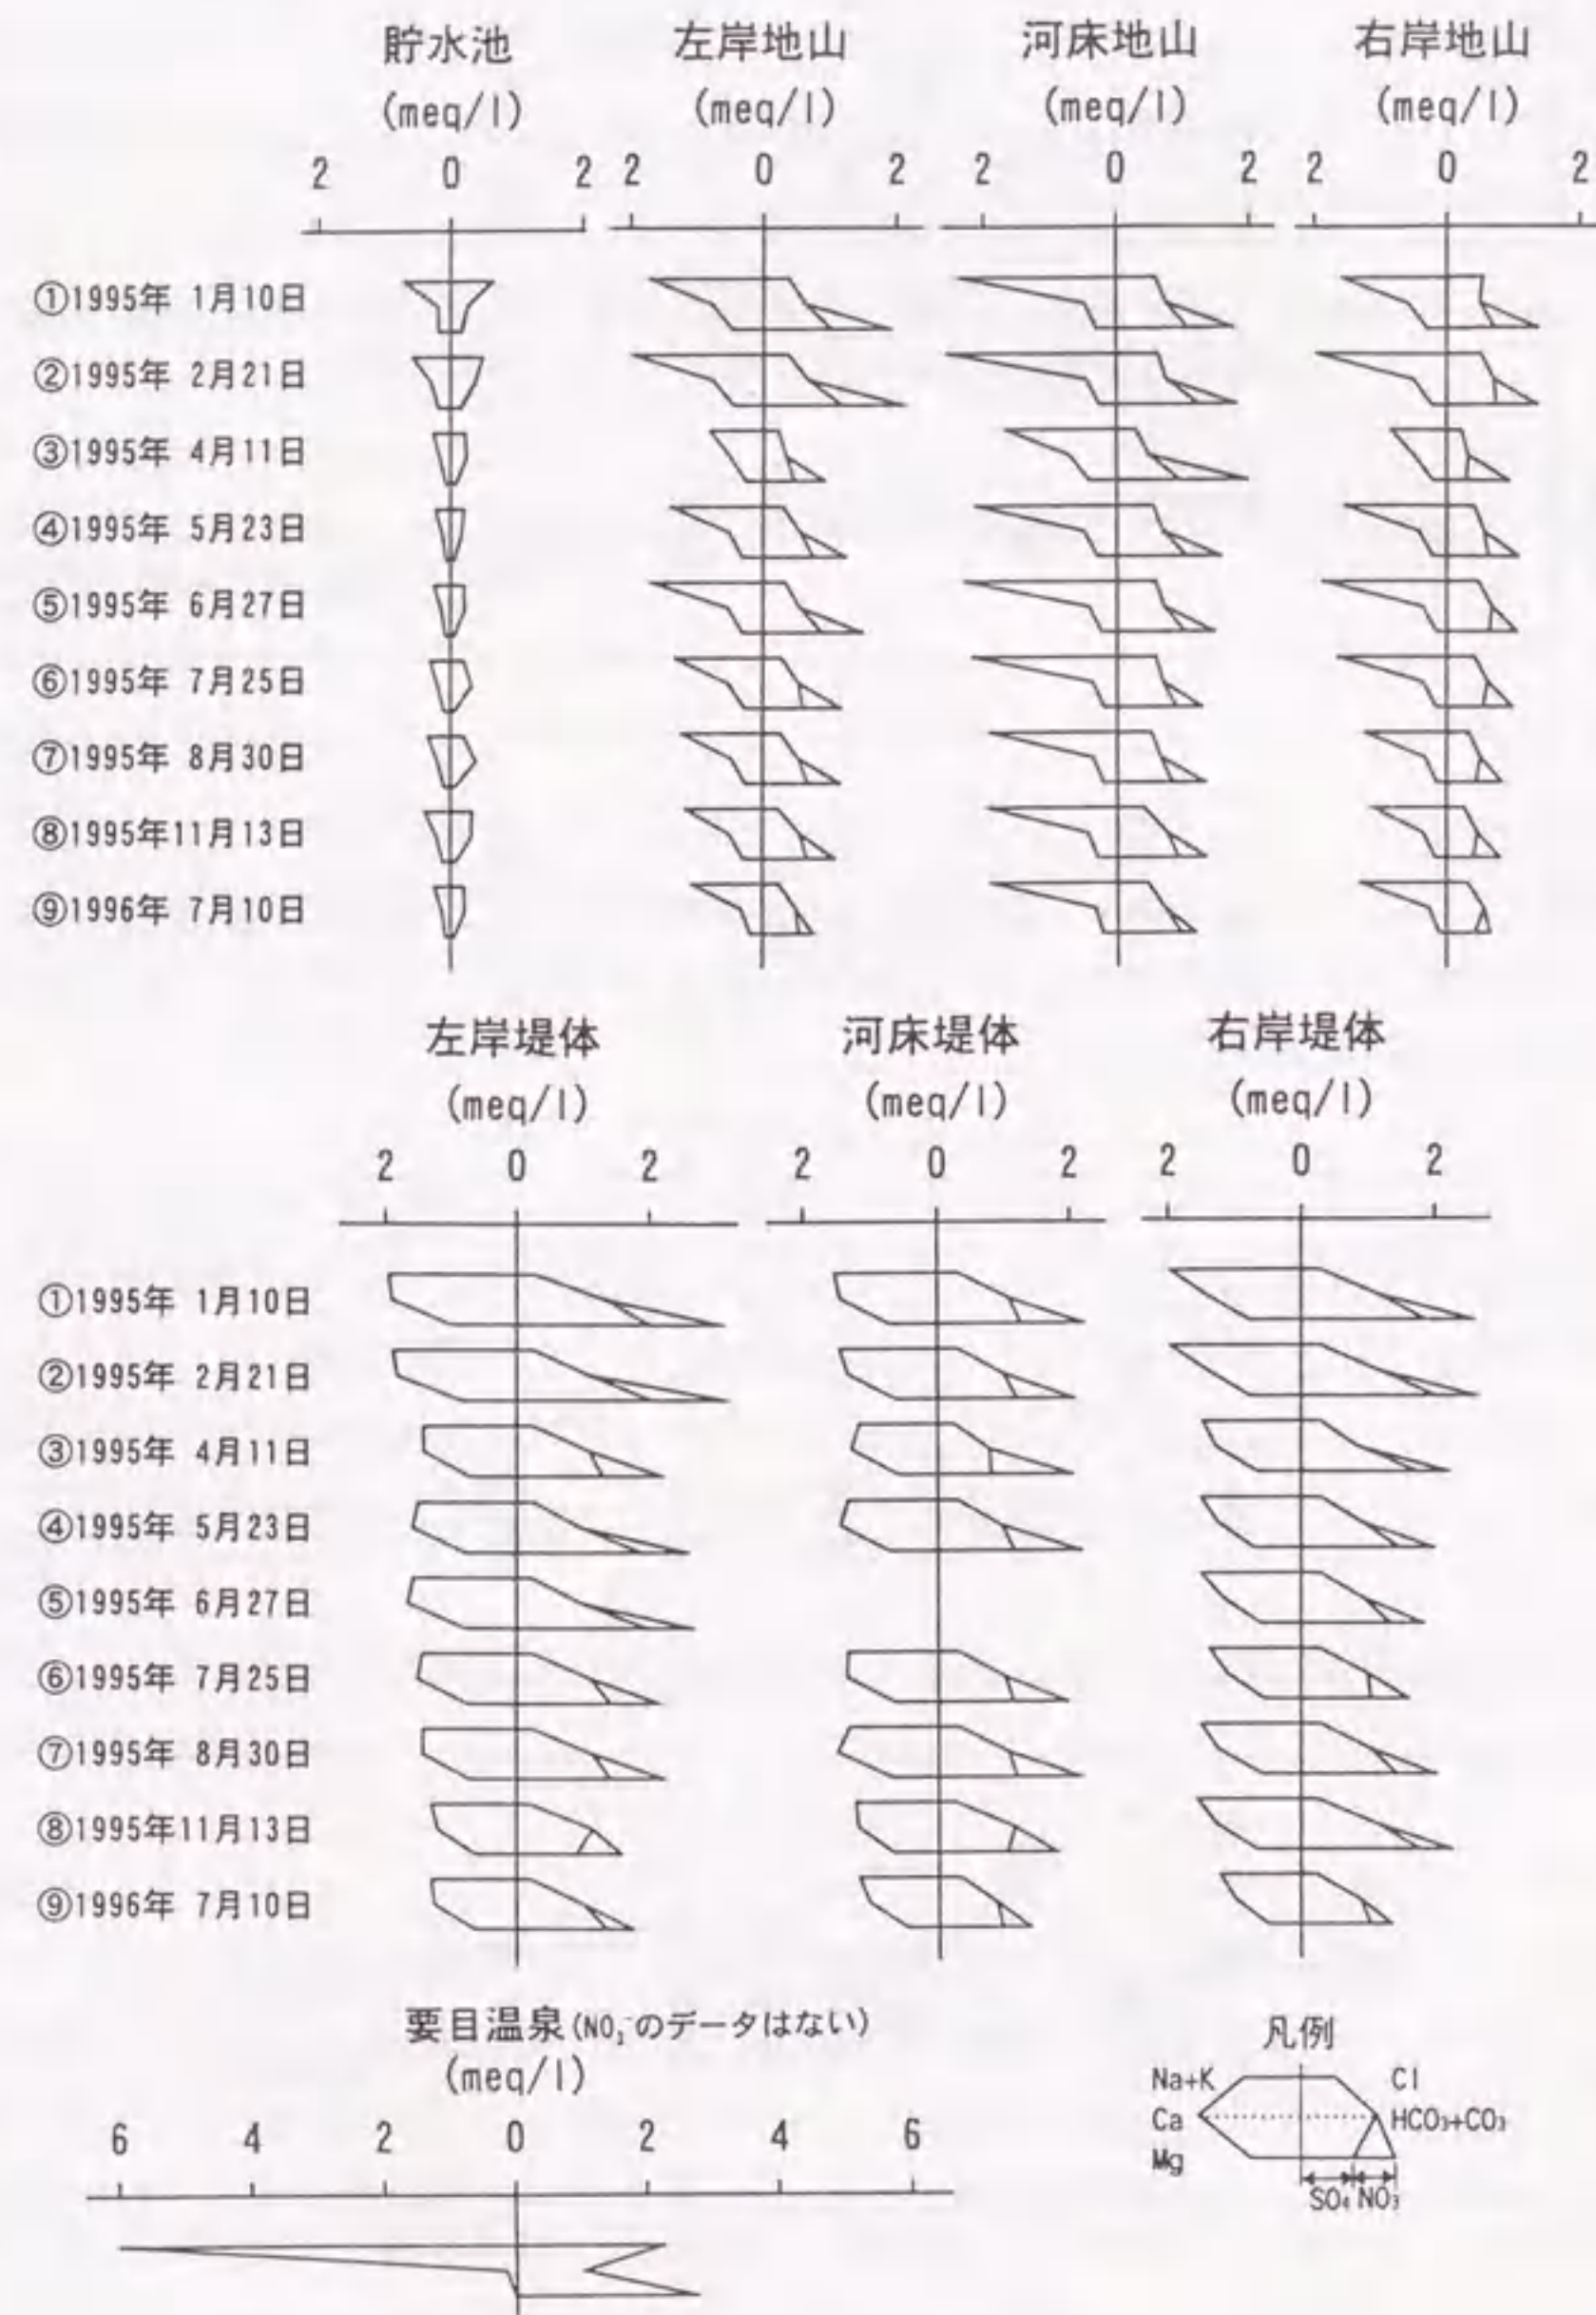 貯水池 左岸地山 河床地山 右岸地山
(meq/l) (meq/l) (meq/l) (meq/l)
2 0 2 2 0 2 2 0 2 2 0 2
①1995年 1月10日
②1995年 2月21日
③1995年 4月11日
④1995年 5月23日
⑤1995年 6月27日
⑥1995年 7月25日
⑦1995年 8月30日
⑧1995年11月13日
⑨1996年 7月10日
左岸堤体 河床堤体 右岸堤体
(meq/l) (meq/l) (meq/l)
2 0 2 2 0 2 2 0 2
①1995年 1月10日
②1995年 2月21日
③1995年 4月11日
④1995年 5月23日
⑤1995年 6月27日
⑥1995年 7月25日
⑦1995年 8月30日
⑧1995年11月13日
⑨1996年 7月10日
要目温泉(NO₃⁻のデータはない)
(meq/l)
6 4 2 0 2 4 6
凡例
Na+K Cl
Ca HCO₃+CO₃
Mg
SO₄ NO₃